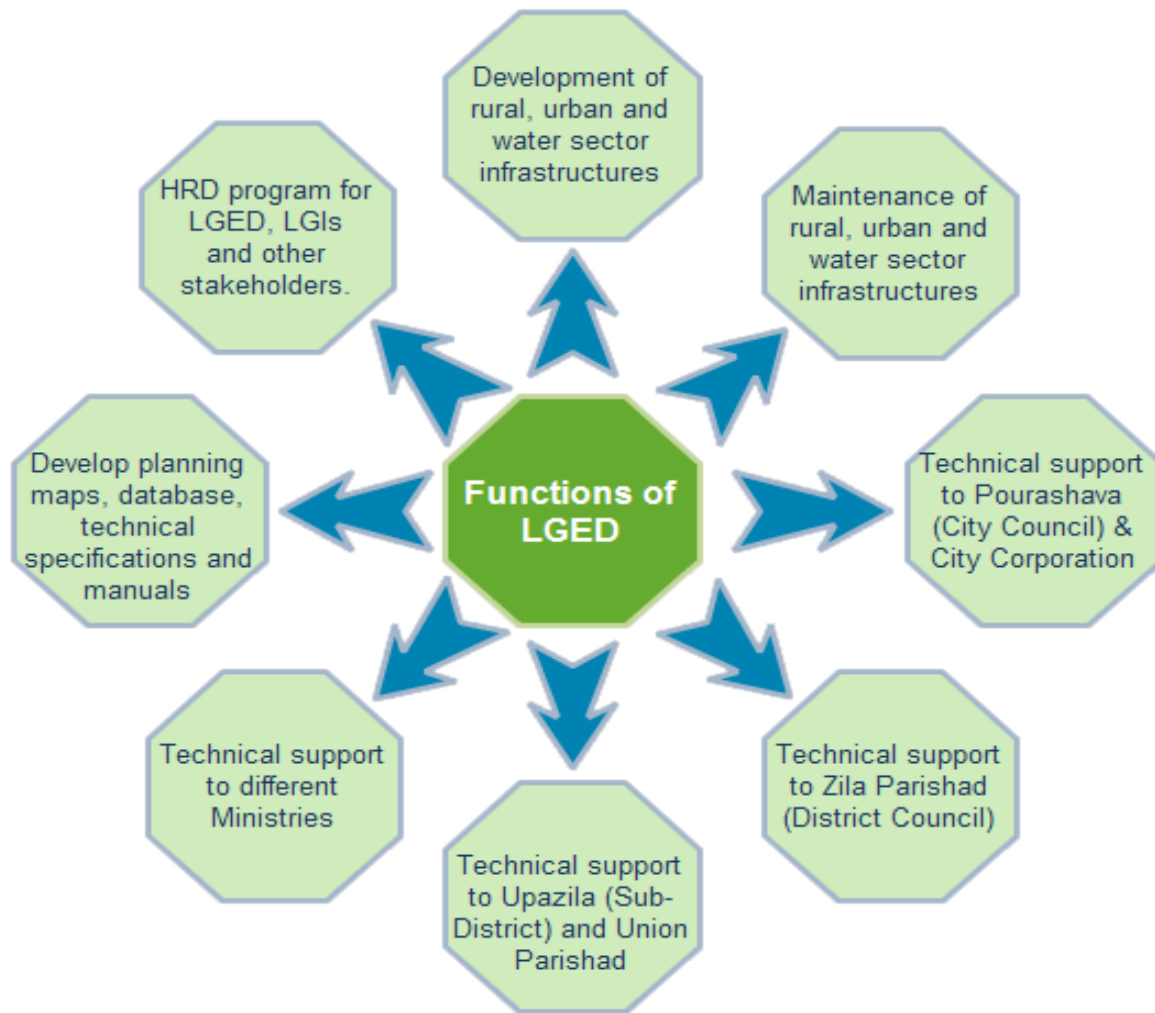 Development of
rural, urban and
water sector
infrastructures
HRD program for
LGED, LGIs
and other
stakeholders.
Maintenance of
rural, urban and
water sector
infrastructures
Develop planning
maps, database,
technical
specifications and
manuals
Functions of
LGED
Technical support
to Pourashava
(City Council) &
City Corporation
Technical support
to different
Ministries
Technical support
to Upazila (Sub-
District) and Union
Parishad
Technical support
to Zila Parishad
(District Council)